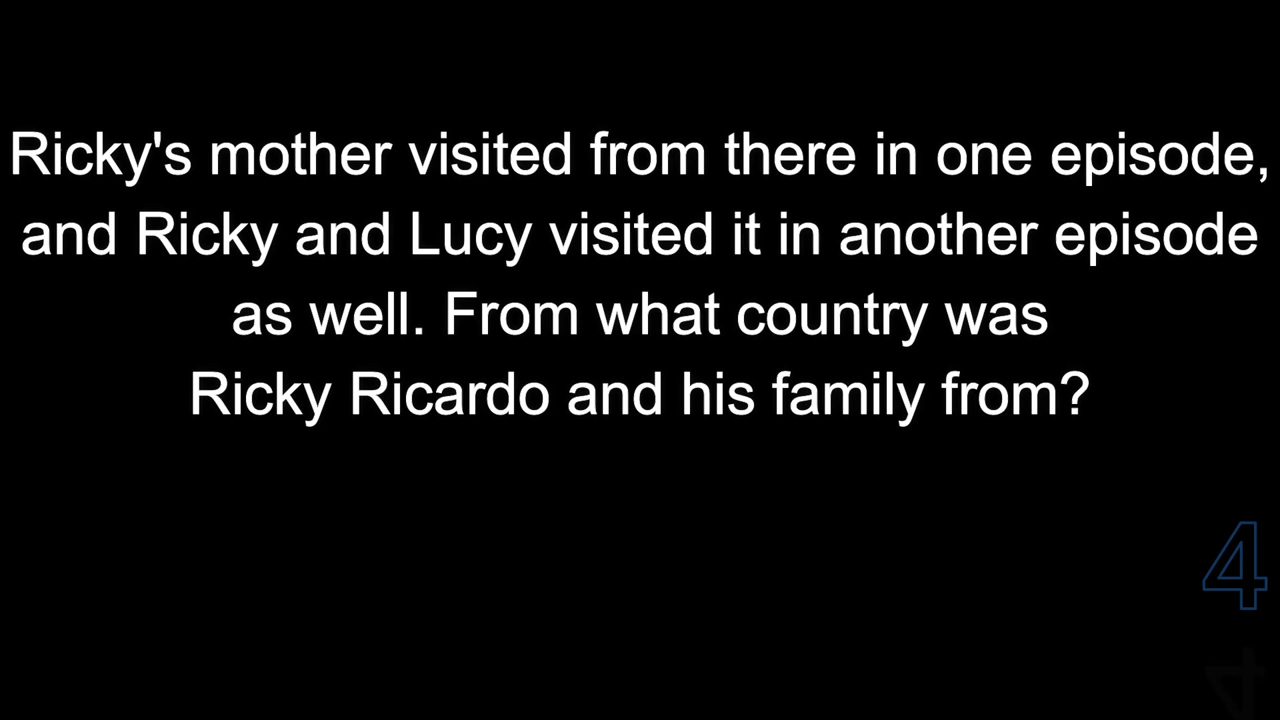 Ricky's mother visited from there in one episode,
and Ricky and Lucy visited it in another episode
as well. From what country was
Ricky Ricardo and his family from?
4